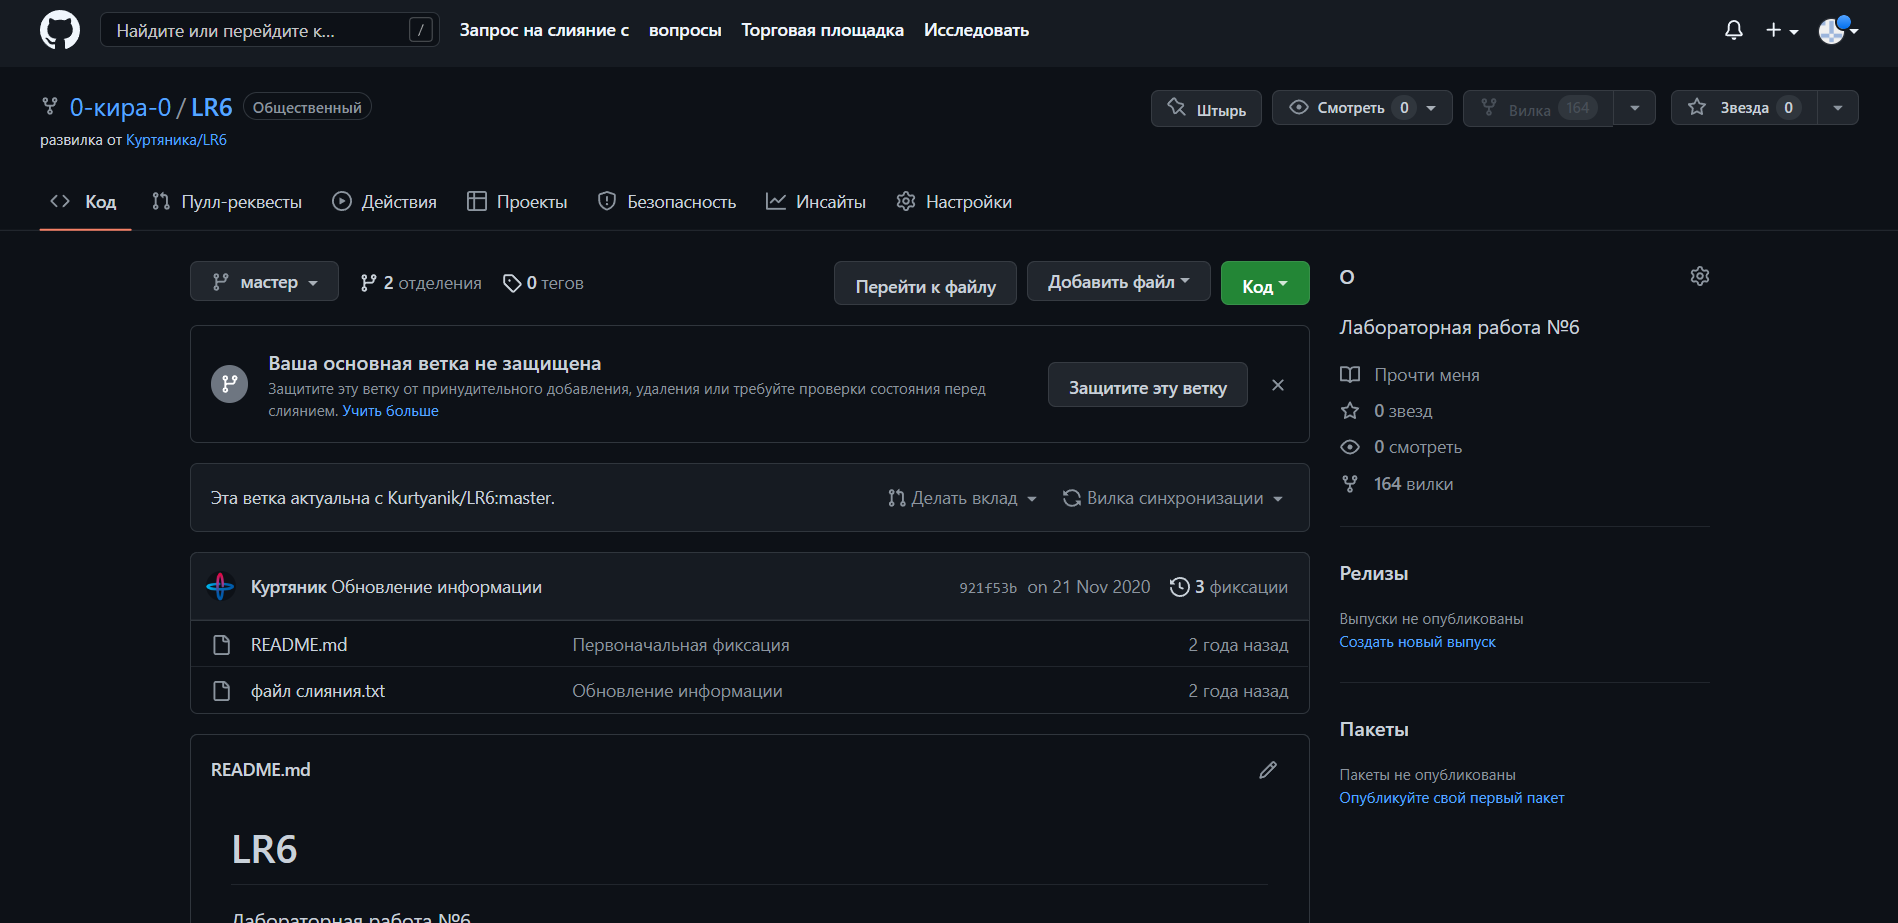 Найдите или перейдите к... /
Запрос на слияние с вопросы Торговая площадка Исследовать
0-кира-0 / LR6 Общественный
развилка от Куртяника/LR6
Штырь Смотреть 0 Вилка 164 Звезда 0
Код Пулл-реквесты Действия Проекты Безопасность Инсайты Настройки
мастер 2 отделения 0 тегов Перейти к файлу Добавить файл Код
Ваша основная ветка не защищена
Защитите эту ветку от принудительного добавления, удаления или требуйте проверки состояния перед
слиянием. Учить больше
Защитите эту ветку
Эта ветка актуальна с Kurtyanik/LR6:master. Делать вклад Вилка синхронизации
Куртяник Обновление информации 921f53b on 21 Nov 2020 3 фиксации
README.md Первоначальная фиксация 2 года назад
файл слияния.txt Обновление информации 2 года назад
README.md
LR6
Лабораторная работа №6
О
Лабораторная работа №6
Прочти меня
0 звезд
0 смотреть
164 вилки
Релизы
Выпуски не опубликованы
Создать новый выпуск
Пакеты
Пакеты не опубликованы
Опубликуйте свой первый пакет